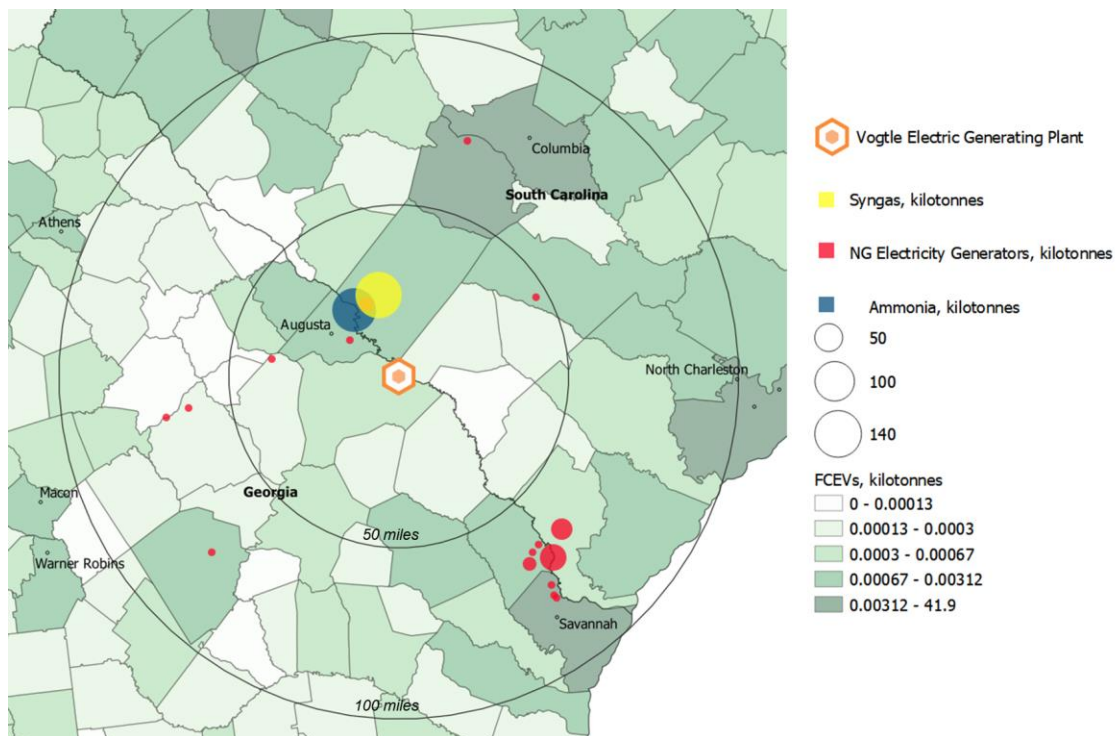 Columbia
South Carolina
Athens
Augusta
North Charleston
Macon
Georgia
50 miles
Warner Robins
Savannah
100 miles
Vogtle Electric Generating Plant
Syngas, kilotonnes
NG Electricity Generators, kilotonnes
Ammonia, kilotonnes
50
100
140
FCEVs, kilotonnes
0 - 0.00013
0.00013 - 0.0003
0.0003 - 0.00067
0.00067 - 0.00312
0.00312 - 41.9